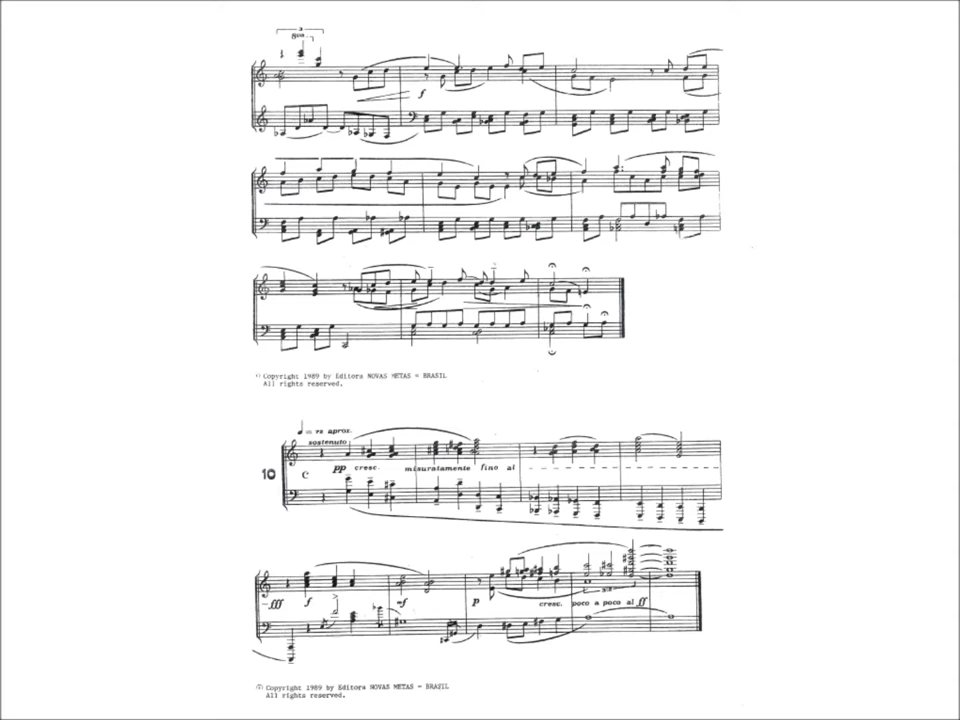 3
8va
f
© Copyright 1989 by Editora NOVAS METAS - BRASIL
All rights reserved.
♩ = 72 aprox.
sostenuto
10
pp cresc. misuratamente fino al
fff f mf p cresc. poco a poco al ff
© Copyright 1989 by Editora NOVAS METAS - BRASIL
All rights reserved.